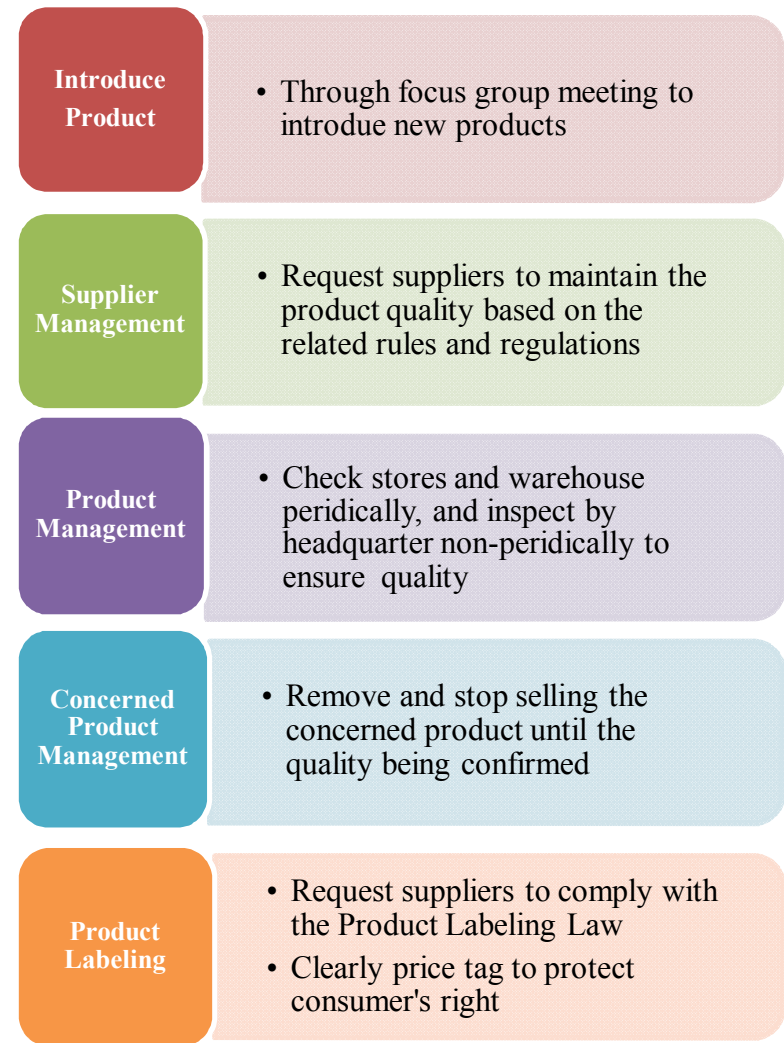 Introduce
Product
• Through focus group meeting to
introdue new products
Supplier
Management
• Request suppliers to maintain the
product quality based on the
related rules and regulations
Product
Management
• Check stores and warehouse
peridically, and inspect by
headquarter non-peridically to
ensure quality
Concerned
Product
Management
• Remove and stop selling the
concerned product until the
quality being confirmed
Product
Labeling
• Request suppliers to comply with
the Product Labeling Law
• Clearly price tag to protect
consumer's right